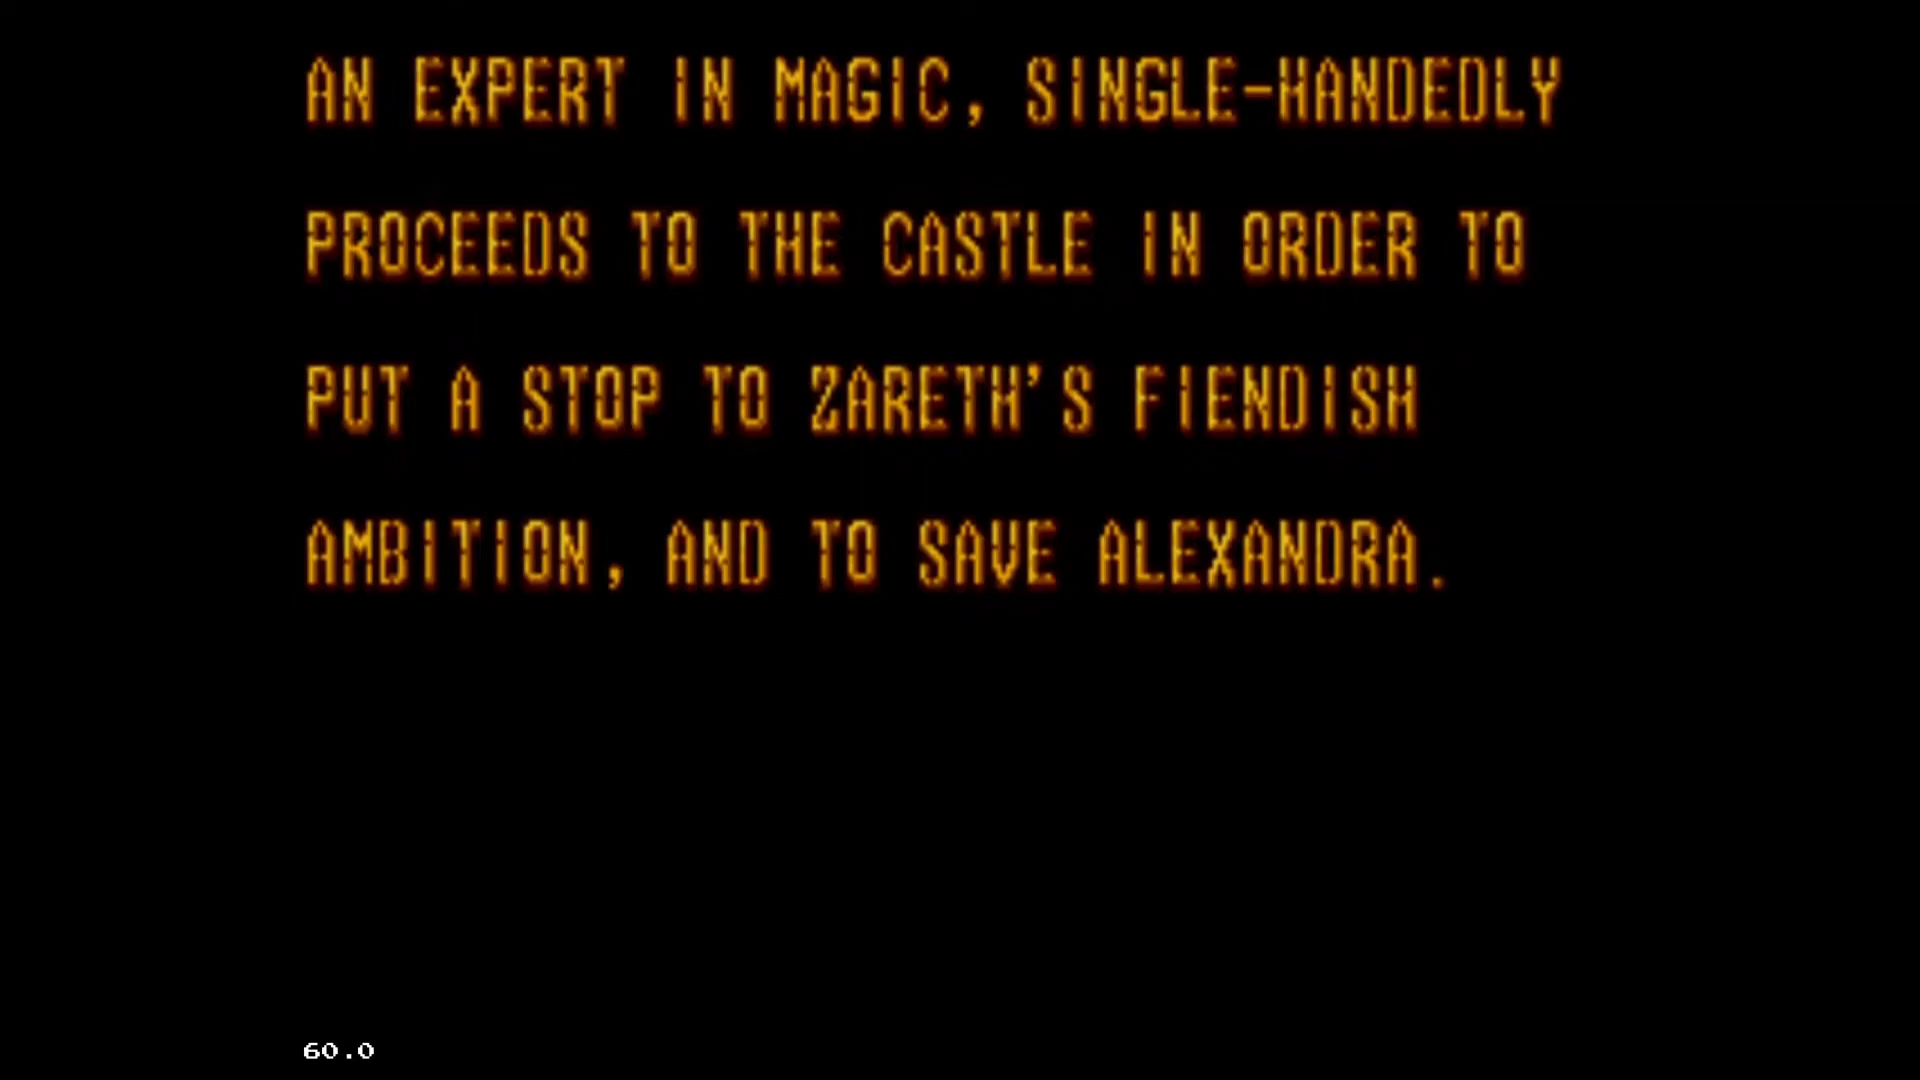 AN EXPERT IN MAGIC, SINGLE-HANDEDLY
PROCEEDS TO THE CASTLE IN ORDER TO
PUT A STOP TO ZARETH'S FIENDISH
AMBITION, AND TO SAVE ALEXANDRA.
60.0